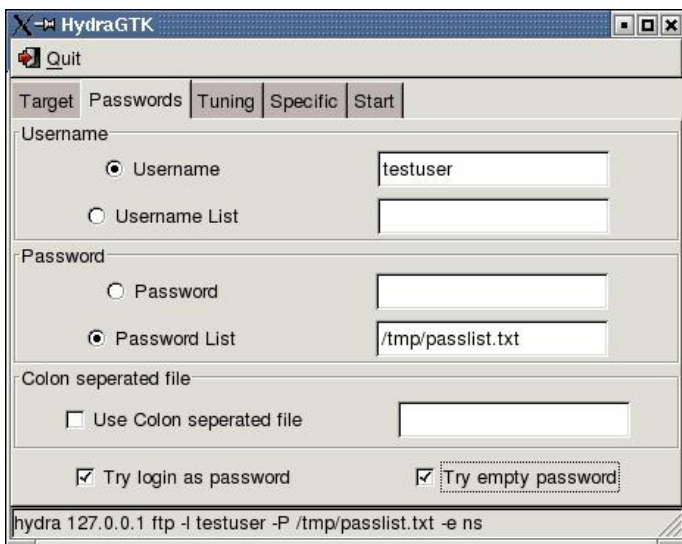 HydraGTK
Quit
Target Passwords Tuning Specific Start
Username
Username testuser
Username List
Password
Password
Password List /tmp/passlist.txt
Colon seperated file
Use Colon seperated file
Try login as password Try empty password
hydra 127.0.0.1 ftp -l testuser -P /tmp/passlist.txt -e ns